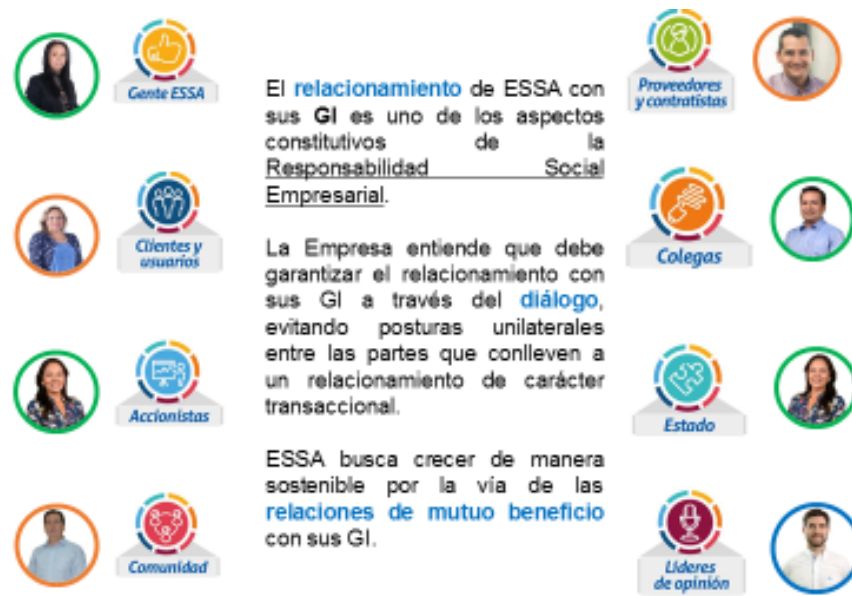 Gente ESSA
Clientes y
usuarios
Accionistas
Comunidad
El relacionamiento de ESSA con
sus GI es uno de los aspectos
constitutivos de la
Responsabilidad Social
Empresarial.
La Empresa entiende que debe
garantizar el relacionamiento con
sus GI a través del diálogo,
evitando posturas unilaterales
entre las partes que conlleven a
un relacionamiento de carácter
transaccional.
ESSA busca crecer de manera
sostenible por la vía de las
relaciones de mutuo beneficio
con sus GI.
Proveedores
y contratistas
Colegas
Estado
Líderes
de opinión